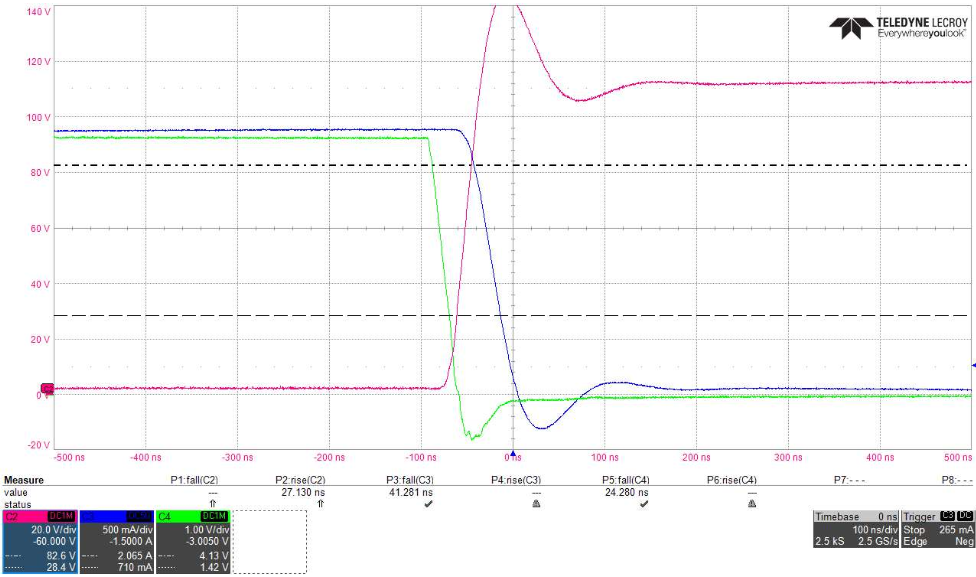 140 V
TELEDYNE LECROY
Everywhereyoulook™
120 V
100 V
80 V
60 V
40 V
20 V
0 V
-20 V
-500 ns -400 ns -300 ns -200 ns -100 ns 0 ns 100 ns 200 ns 300 ns 400 ns 500 ns
Measure P1:fall(C2) P2:rise(C2) P3:fall(C3) P4:rise(C3) P5:fall(C4) P6:rise(C4) P7:--- P8:---
value --- 27.130 ns 41.281 ns --- 24.280 ns ---
status
C2 DC1M C4 DC1M
20.0 V/div 500 mA/div 1.00 V/div
-60.000 V -1.5000 A -3.0050 V
82.6 V 2.065 A 4.13 V
28.4 V 710 mA 1.42 V
Timebase 0 ns Trigger C3 DC
100 ns/div Stop 265 mA
2.5 kS 2.5 GS/s Edge Neg